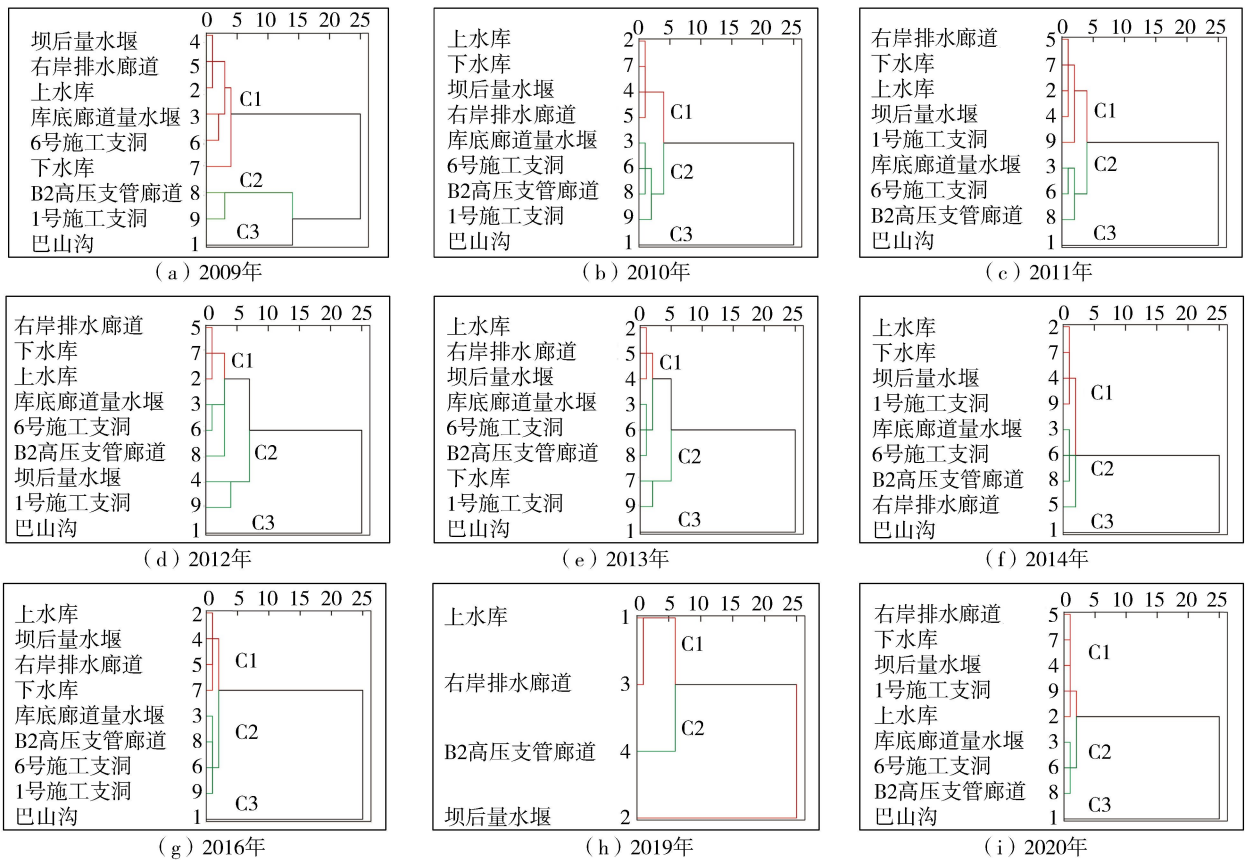 0 5 10 15 20 25
坝后量水堰 4
右岸排水廊道 5
上水库 2
C1
库底廊道量水堰 3
6号施工支洞 6
下水库 7
C2
B2高压支管廊道 8
1号施工支洞 9
C3
巴山沟 1
(a) 2009年
0 5 10 15 20 25
上水库 2
下水库 7
坝后量水堰 4
C1
右岸排水廊道 5
库底廊道量水堰 3
6号施工支洞 6
C2
B2高压支管廊道 8
1号施工支洞 9
C3
巴山沟 1
(b) 2010年
0 5 10 15 20 25
右岸排水廊道 5
下水库 7
上水库 2
坝后量水堰 4
C1
1号施工支洞 9
库底廊道量水堰 3
C2
6号施工支洞 6
B2高压支管廊道 8
C3
巴山沟 1
(c) 2011年
0 5 10 15 20 25
右岸排水廊道 5
下水库 7
C1
上水库 2
库底廊道量水堰 3
6号施工支洞 6
B2高压支管廊道 8
C2
坝后量水堰 4
1号施工支洞 9
C3
巴山沟 1
(d) 2012年
0 5 10 15 20 25
上水库 2
右岸排水廊道 5
C1
坝后量水堰 4
库底廊道量水堰 3
6号施工支洞 6
B2高压支管廊道 8
C2
下水库 7
1号施工支洞 9
C3
巴山沟 1
(e) 2013年
0 5 10 15 20 25
上水库 2
下水库 7
坝后量水堰 4
C1
1号施工支洞 9
库底廊道量水堰 3
6号施工支洞 6
C2
B2高压支管廊道 8
右岸排水廊道 5
C3
巴山沟 1
(f) 2014年
0 5 10 15 20 25
上水库 2
坝后量水堰 4
C1
右岸排水廊道 5
下水库 7
库底廊道量水堰 3
C2
B2高压支管廊道 8
6号施工支洞 6
1号施工支洞 9
C3
巴山沟 1
(g) 2016年
0 5 10 15 20 25
上水库 1
C1
右岸排水廊道 3
C2
B2高压支管廊道 4
坝后量水堰 2
(h) 2019年
0 5 10 15 20 25
右岸排水廊道 5
下水库 7
C1
坝后量水堰 4
1号施工支洞 9
上水库 2
库底廊道量水堰 3
C2
6号施工支洞 6
B2高压支管廊道 8
C3
巴山沟 1
(i) 2020年